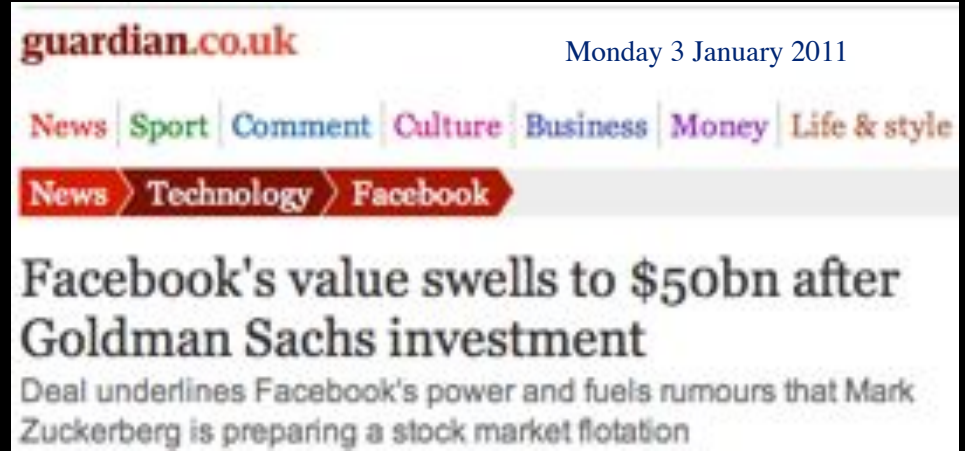 guardian.co.uk
Monday 3 January 2011
News Sport Comment Culture Business Money Life & style
News Technology Facebook
Facebook's value swells to $50bn after
Goldman Sachs investment
Deal underlines Facebook's power and fuels rumours that Mark
Zuckerberg is preparing a stock market flotation